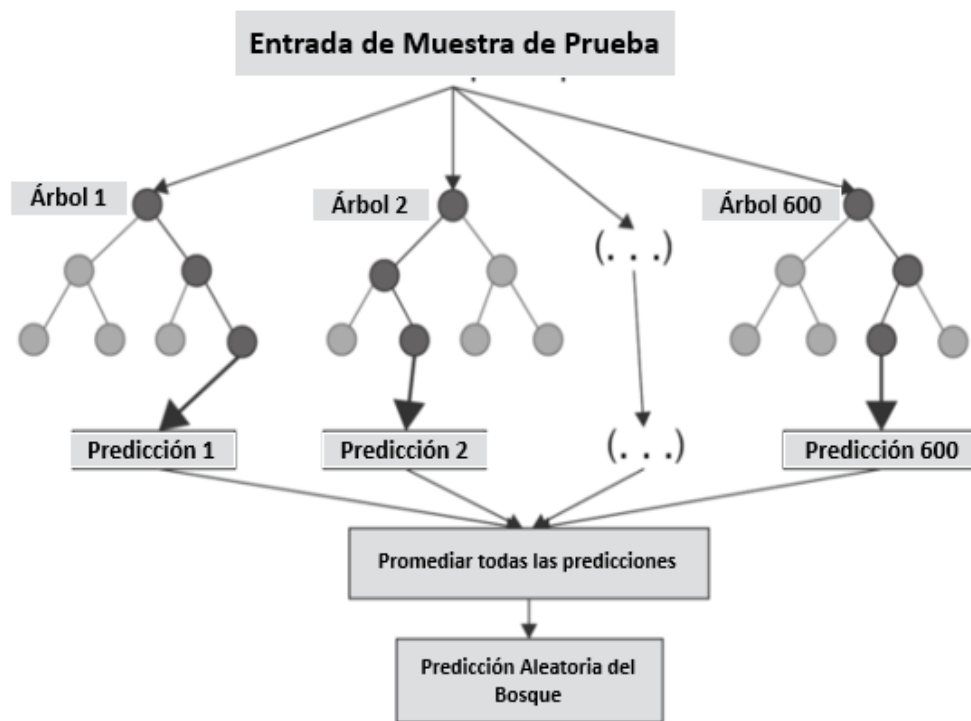 Entrada de Muestra de Prueba
Árbol 1
Árbol 2
Árbol 600
(. . .)
Predicción 1
Predicción 2
(. . .)
Predicción 600
Promediar todas las predicciones
Predicción Aleatoria del
Bosque